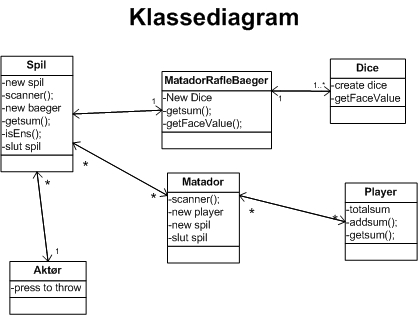 Klassediagram
Spil
-new spil
-scanner();
-new baeger
-getsum();
-isEns();
-slut spil
MatadorRafleBaeger
-New Dice
-getsum();
-getFaceValue();
Dice
-create dice
-getFaceValue
1
1
1..*
*
*
Matador
-scanner();
-new player
-new spil
-slut spil
*
*
Player
-totalsum
-addsum();
-getsum();
*
1
Aktør
-press to throw